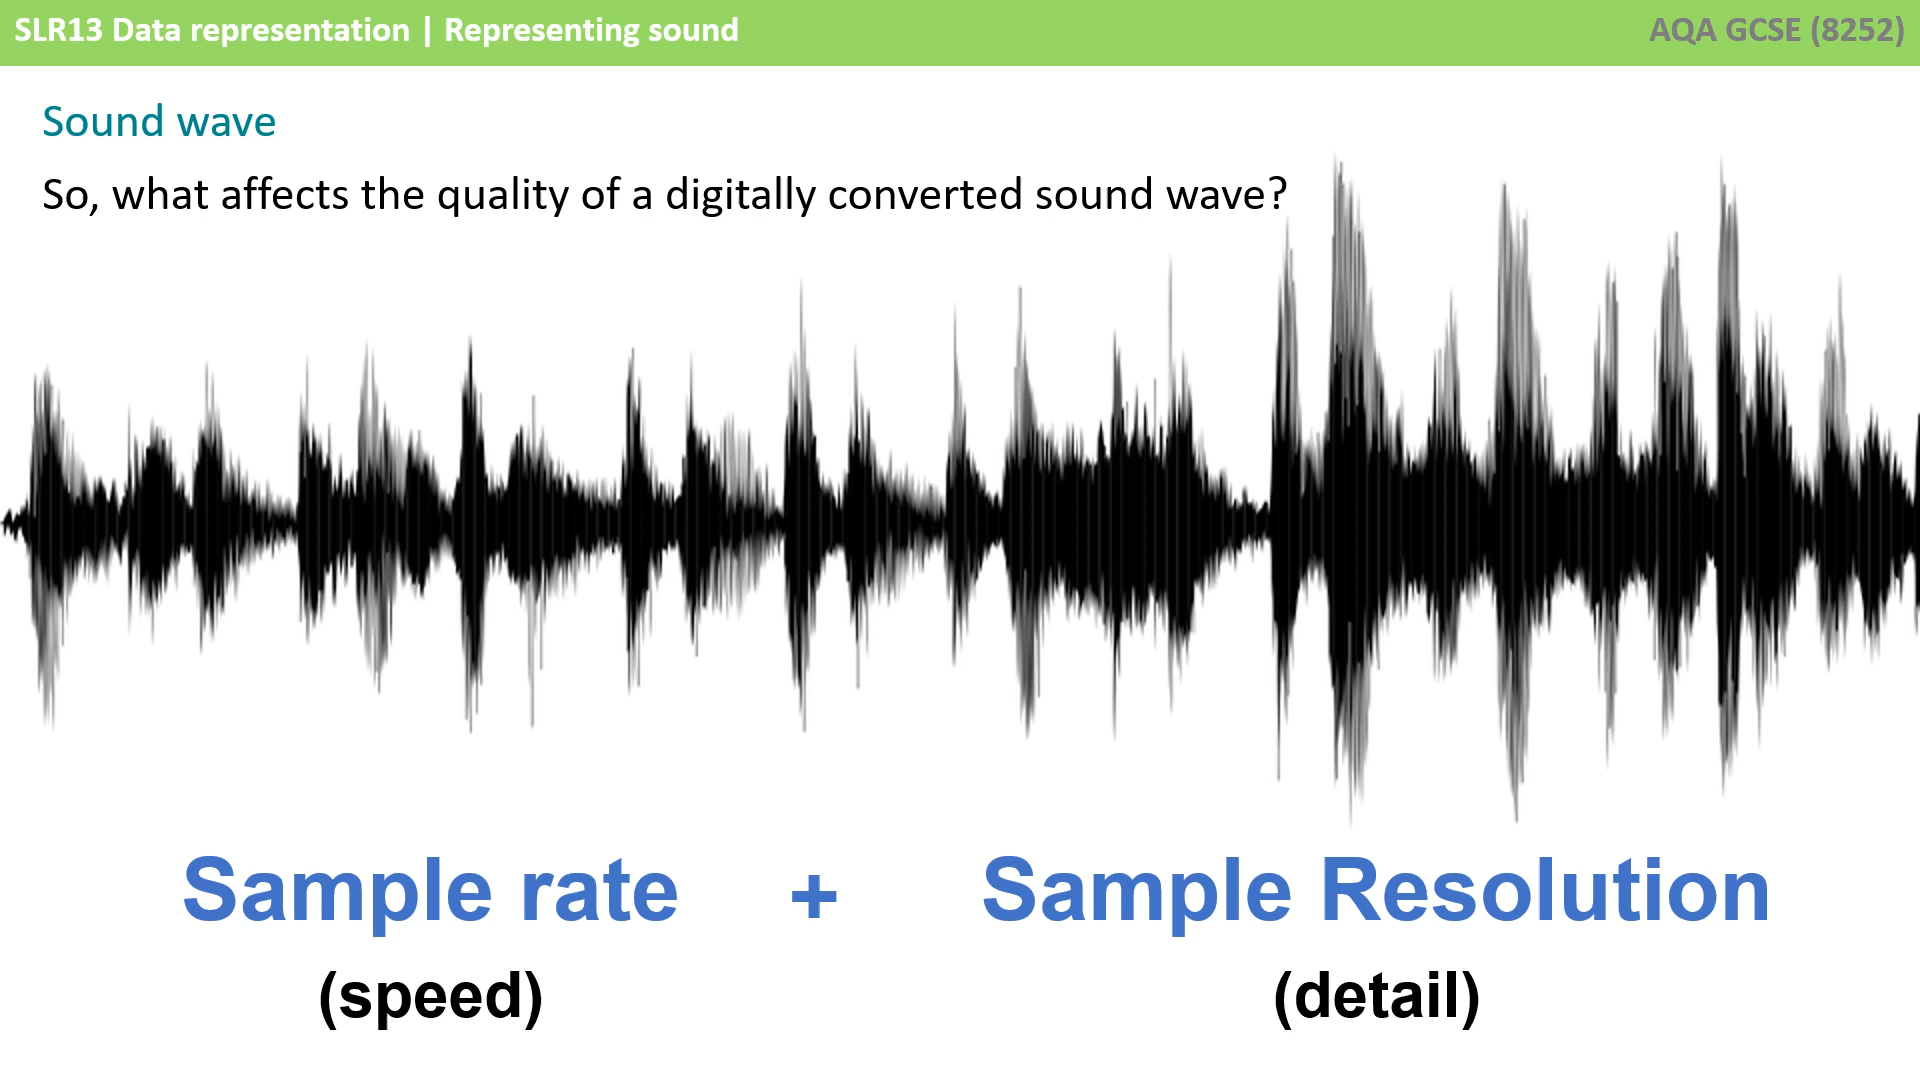 SLR13 Data representation | Representing sound
AQA GCSE (8252)
Sound wave
So, what affects the quality of a digitally converted sound wave?
Sample rate + Sample Resolution
(speed) (detail)